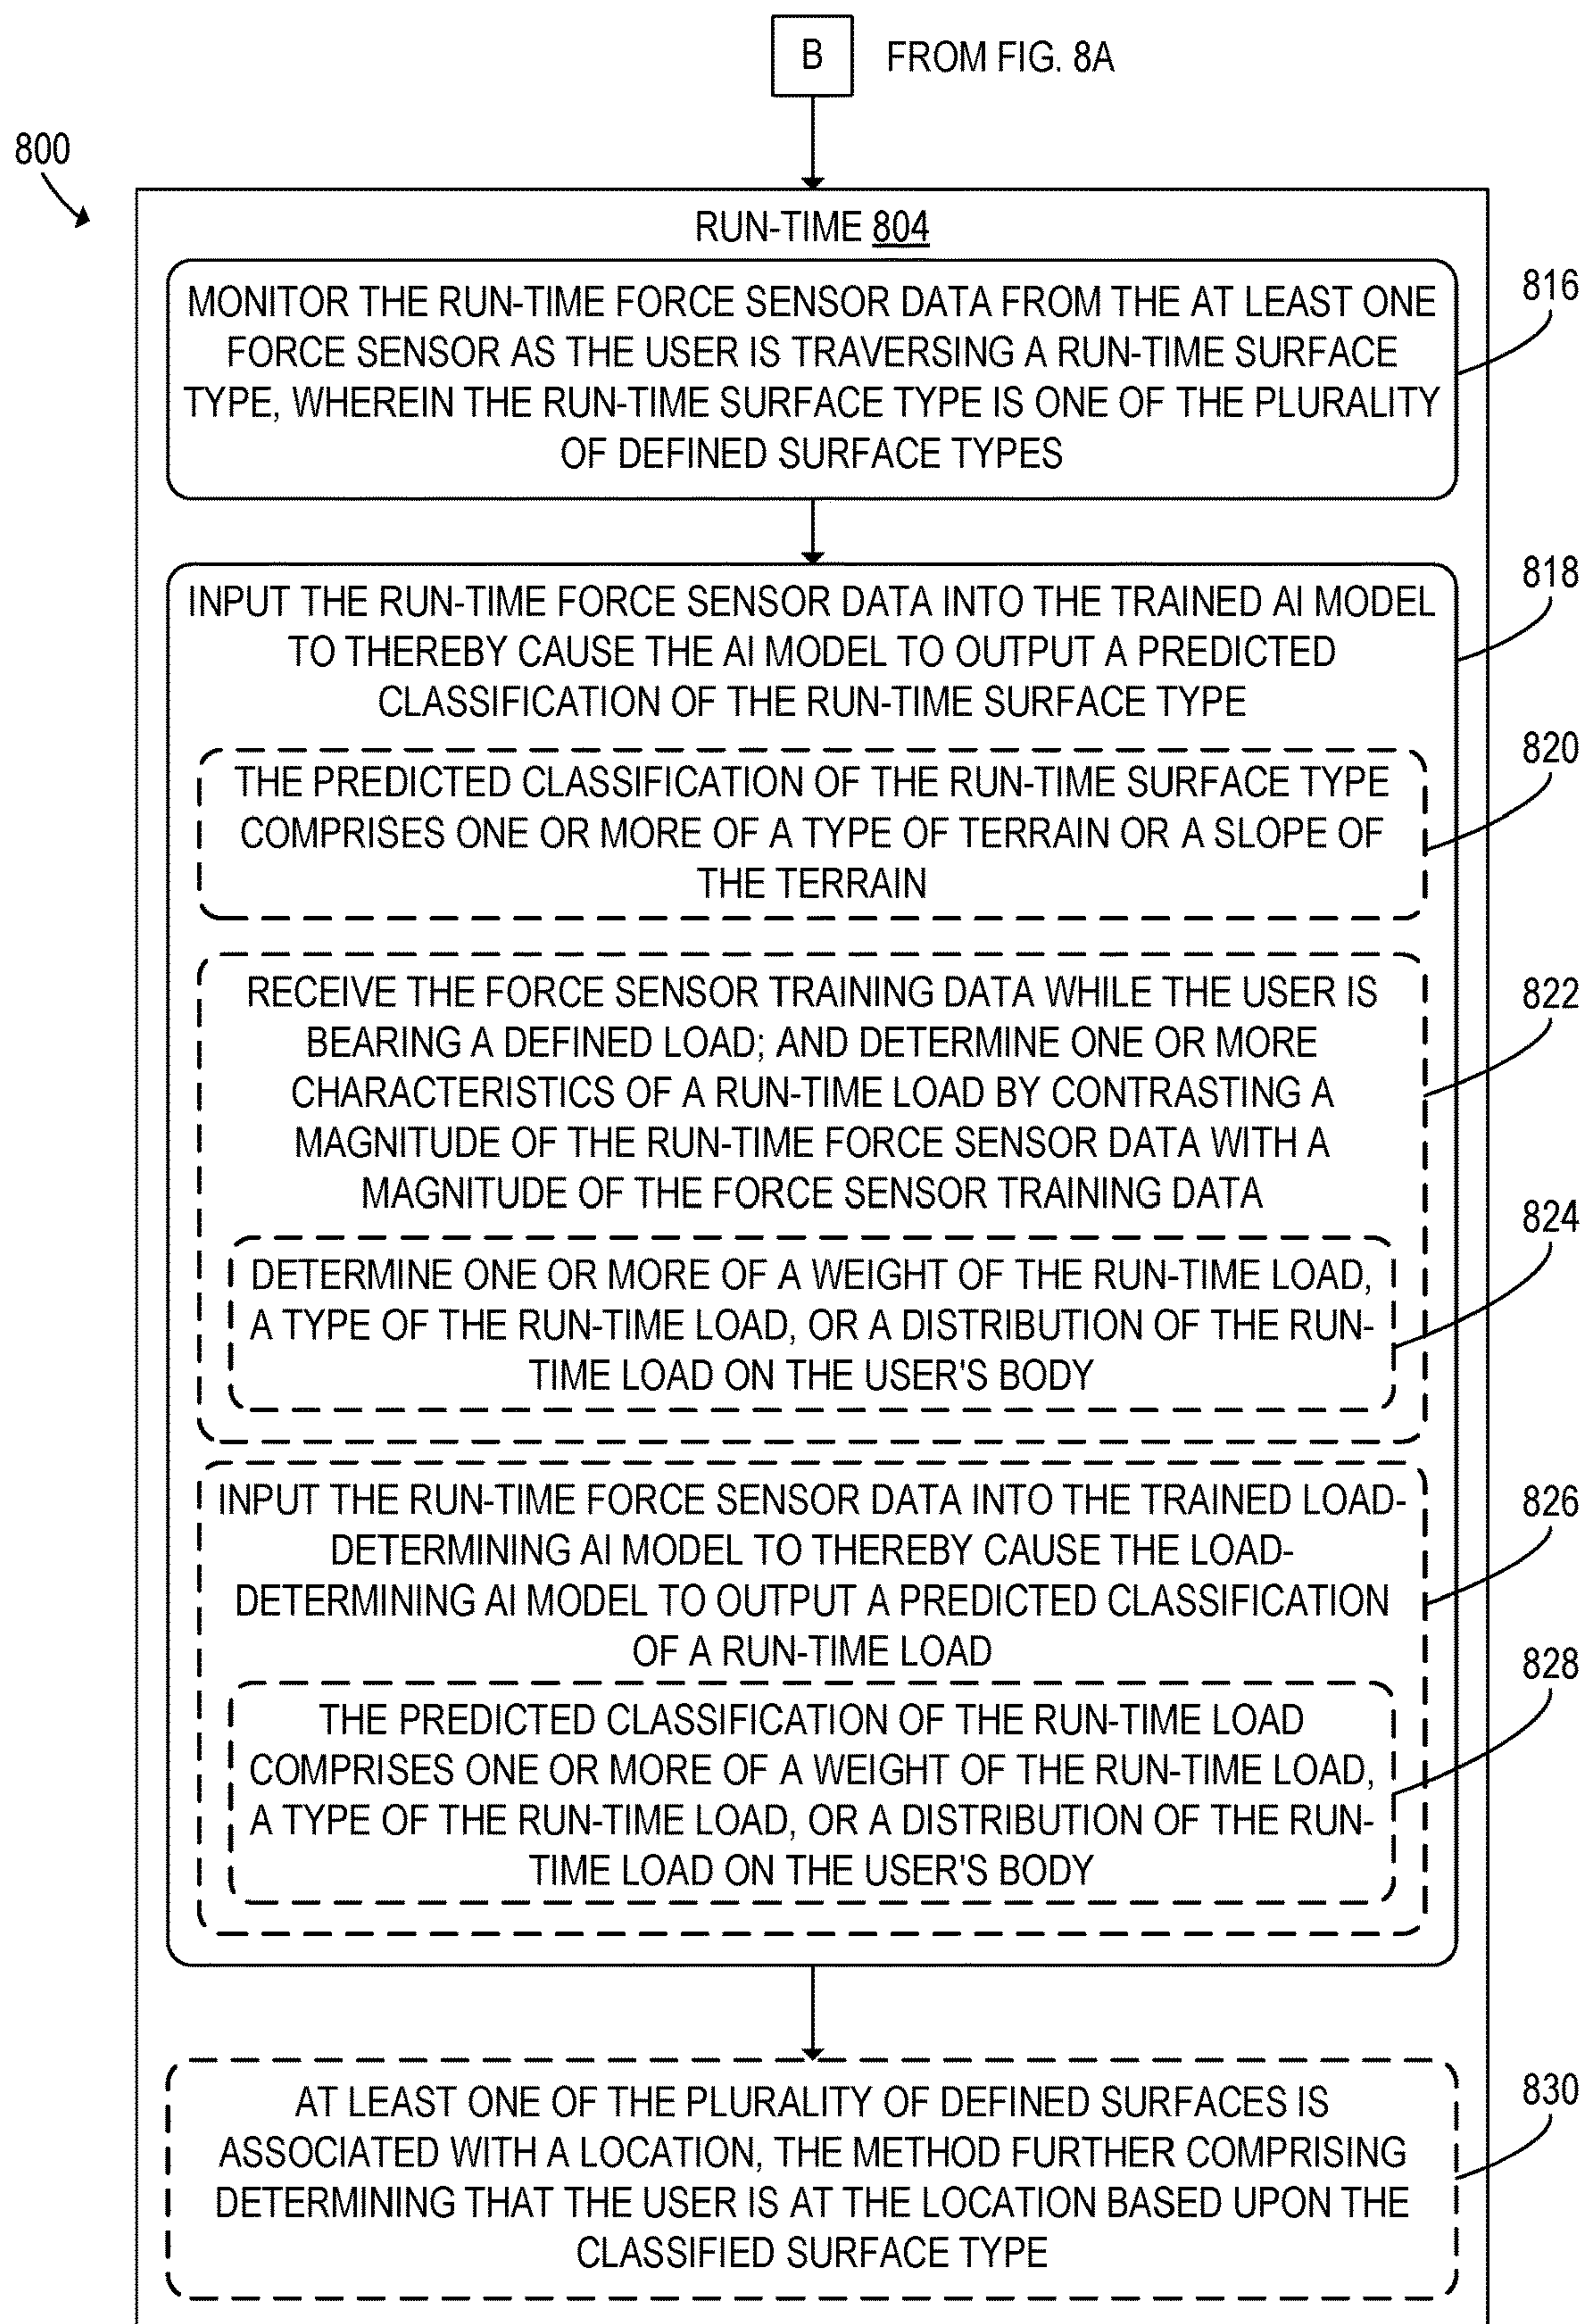 B FROM FIG. 8A
800
RUN-TIME 804
MONITOR THE RUN-TIME FORCE SENSOR DATA FROM THE AT LEAST ONE
FORCE SENSOR AS THE USER IS TRAVERSING A RUN-TIME SURFACE
TYPE, WHEREIN THE RUN-TIME SURFACE TYPE IS ONE OF THE PLURALITY
OF DEFINED SURFACE TYPES
816
INPUT THE RUN-TIME FORCE SENSOR DATA INTO THE TRAINED AI MODEL
TO THEREBY CAUSE THE AI MODEL TO OUTPUT A PREDICTED
CLASSIFICATION OF THE RUN-TIME SURFACE TYPE
818
THE PREDICTED CLASSIFICATION OF THE RUN-TIME SURFACE TYPE
COMPRISES ONE OR MORE OF A TYPE OF TERRAIN OR A SLOPE OF
THE TERRAIN
820
RECEIVE THE FORCE SENSOR TRAINING DATA WHILE THE USER IS
BEARING A DEFINED LOAD; AND DETERMINE ONE OR MORE
CHARACTERISTICS OF A RUN-TIME LOAD BY CONTRASTING A
MAGNITUDE OF THE RUN-TIME FORCE SENSOR DATA WITH A
MAGNITUDE OF THE FORCE SENSOR TRAINING DATA
822
DETERMINE ONE OR MORE OF A WEIGHT OF THE RUN-TIME LOAD,
A TYPE OF THE RUN-TIME LOAD, OR A DISTRIBUTION OF THE RUN-
TIME LOAD ON THE USER'S BODY
824
INPUT THE RUN-TIME FORCE SENSOR DATA INTO THE TRAINED LOAD-
DETERMINING AI MODEL TO THEREBY CAUSE THE LOAD-
DETERMINING AI MODEL TO OUTPUT A PREDICTED CLASSIFICATION
OF A RUN-TIME LOAD
826
THE PREDICTED CLASSIFICATION OF THE RUN-TIME LOAD
COMPRISES ONE OR MORE OF A WEIGHT OF THE RUN-TIME LOAD,
A TYPE OF THE RUN-TIME LOAD, OR A DISTRIBUTION OF THE RUN-
TIME LOAD ON THE USER'S BODY
828
AT LEAST ONE OF THE PLURALITY OF DEFINED SURFACES IS
ASSOCIATED WITH A LOCATION, THE METHOD FURTHER COMPRISING
DETERMINING THAT THE USER IS AT THE LOCATION BASED UPON THE
CLASSIFIED SURFACE TYPE
830